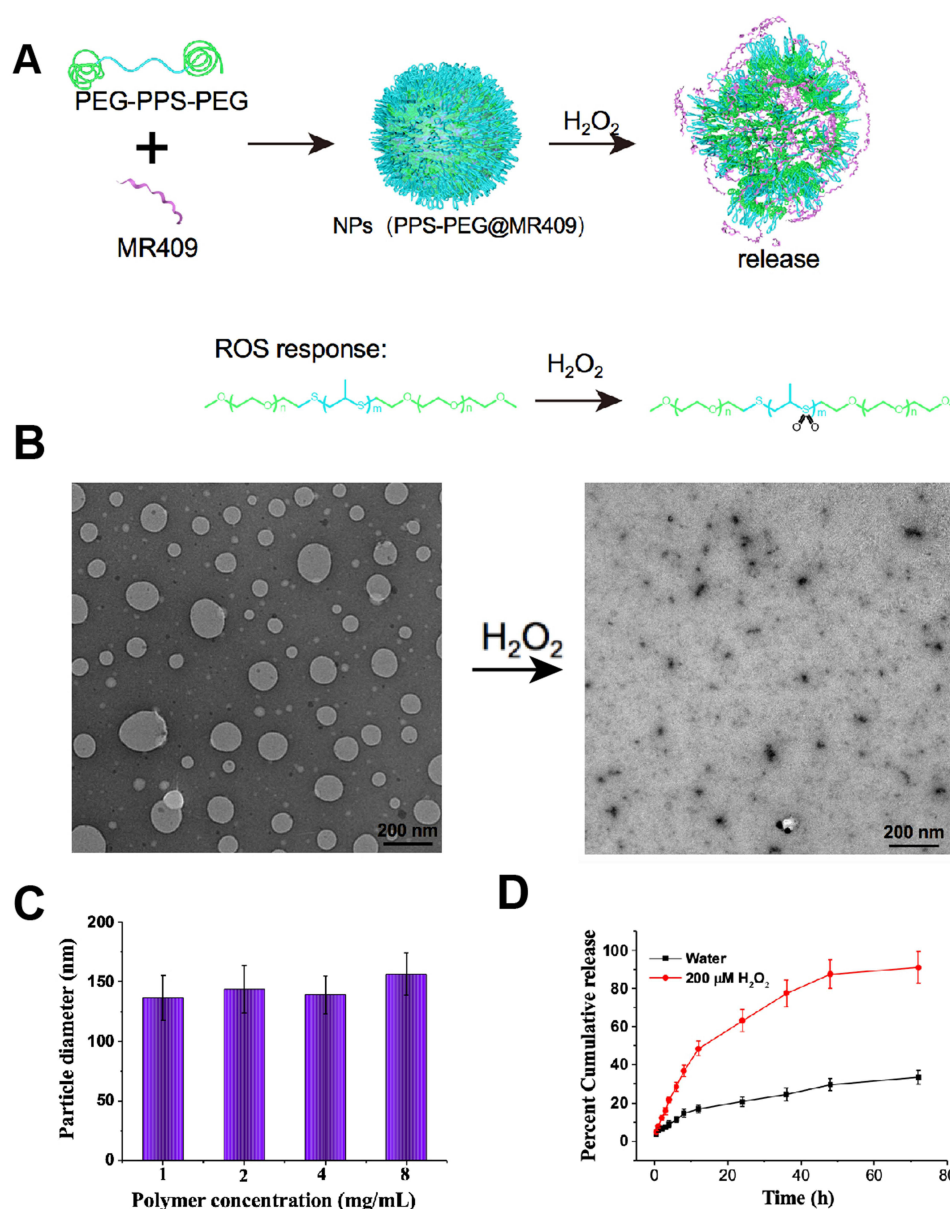 A
PEG-PPS-PEG
+
MR409
H₂O₂
NPs (PPS-PEG@MR409)
release
ROS response:
H₂O₂
O
O
n
S
S
m
O
O
n
O
O
O
n
S
S
m
O
O
O
O
n
O
B
H₂O₂
200 nm
200 nm
C
Particle diameter (nm)
200
150
100
50
0
1 2 4 8
Polymer concentration (mg/mL)
D
Percent Cumulative release
100
80
60
40
20
0
Water
200 μM H₂O₂
0 20 40 60 80
Time (h)